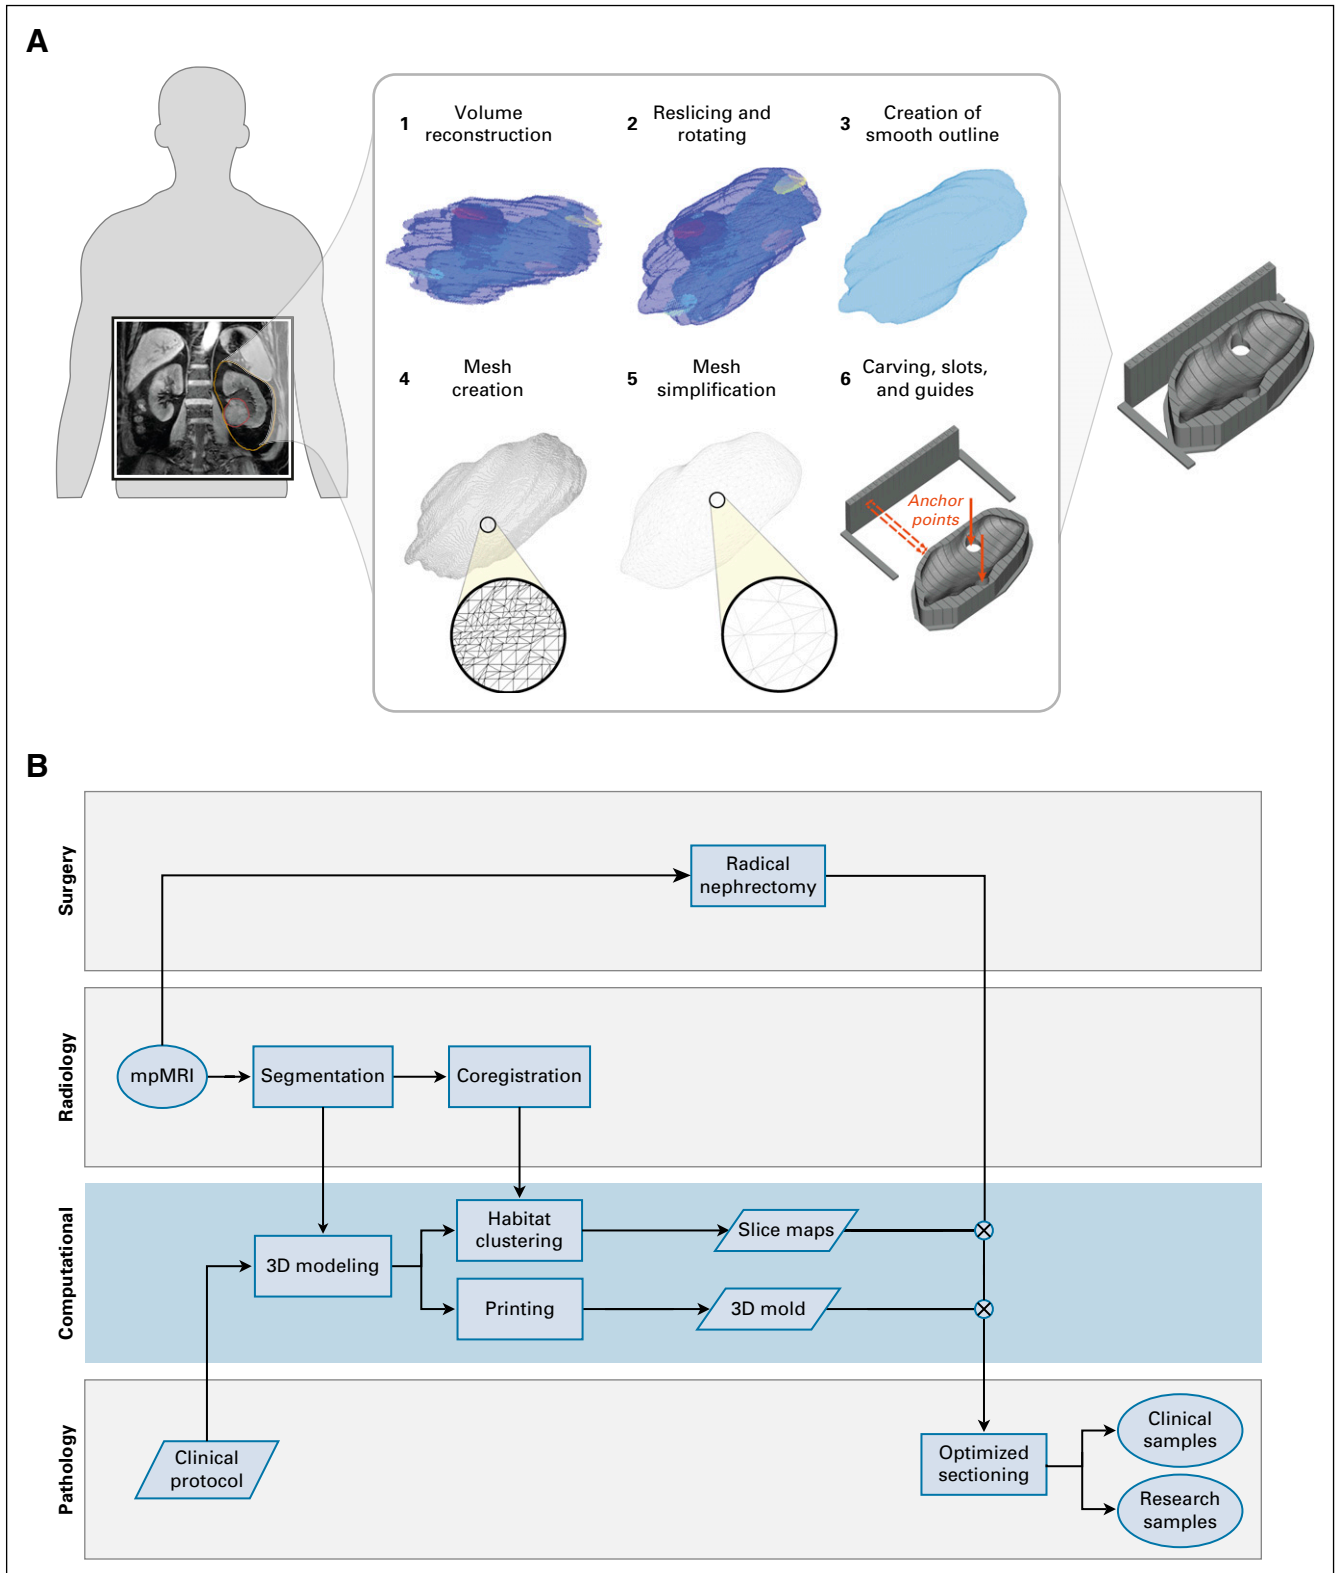 A
1 Volume
reconstruction
2 Reslicing and
rotating
3 Creation of
smooth outline
4 Mesh
creation
5 Mesh
simplification
6 Carving, slots,
and guides
Anchor
points
B
Surgery
Radical
nephrectomy
Radiology
mpMRI
Segmentation
Coregistration
Computational
3D modeling
Habitat
clustering
Slice maps
Printing
3D mold
Pathology
Clinical
protocol
Optimized
sectioning
Clinical
samples
Research
samples